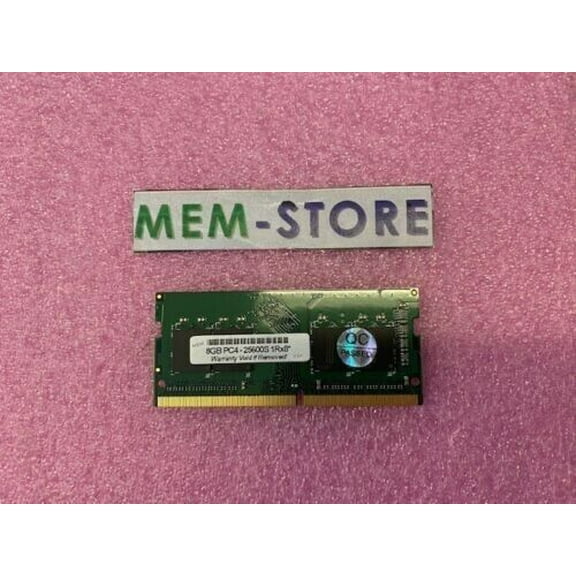 MEM-STORE
8GB PC4 - 25600S 1Rx8*
Warranty Void if Removed
QC
PASSED